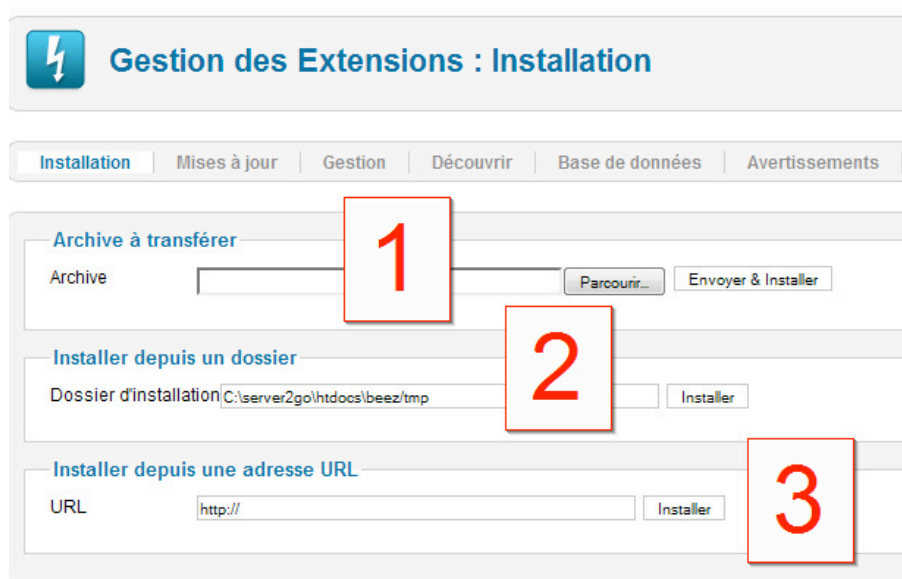 Gestion des Extensions : Installation
Installation Mises à jour Gestion Découvrir Base de données Avertissements
1
Archive à transférer
Archive Parcourir... Envoyer & Installer
2
Installer depuis un dossier
Dossier d'installation C:\server2go\htdocs\beez/tmp Installer
Installer depuis une adresse URL
URL http:// Installer
3